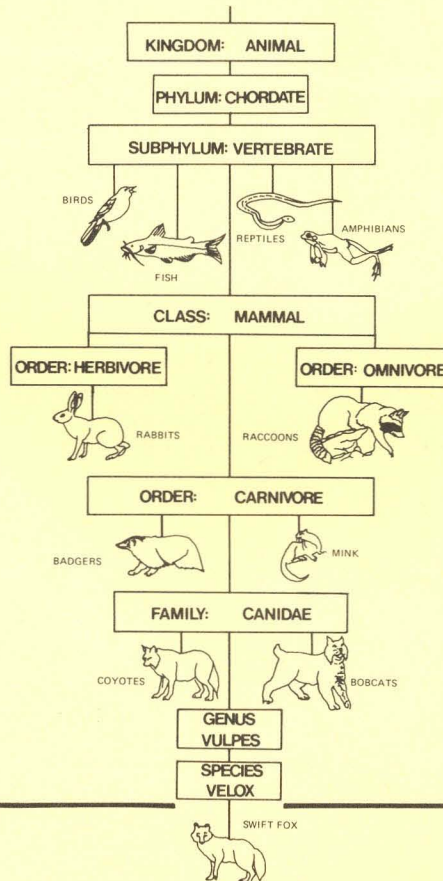 KINGDOM: ANIMAL
PHYLUM: CHORDATE
SUBPHYLUM: VERTEBRATE
BIRDS
FISH
REPTILES
AMPHIBIANS
CLASS: MAMMAL
ORDER: HERBIVORE
ORDER: OMNIVORE
RABBITS
RACCOONS
ORDER: CARNIVORE
BADGERS
MINK
FAMILY: CANIDAE
COYOTES
BOBCATS
GENUS
VULPES
SPECIES
VELOX
SWIFT FOX